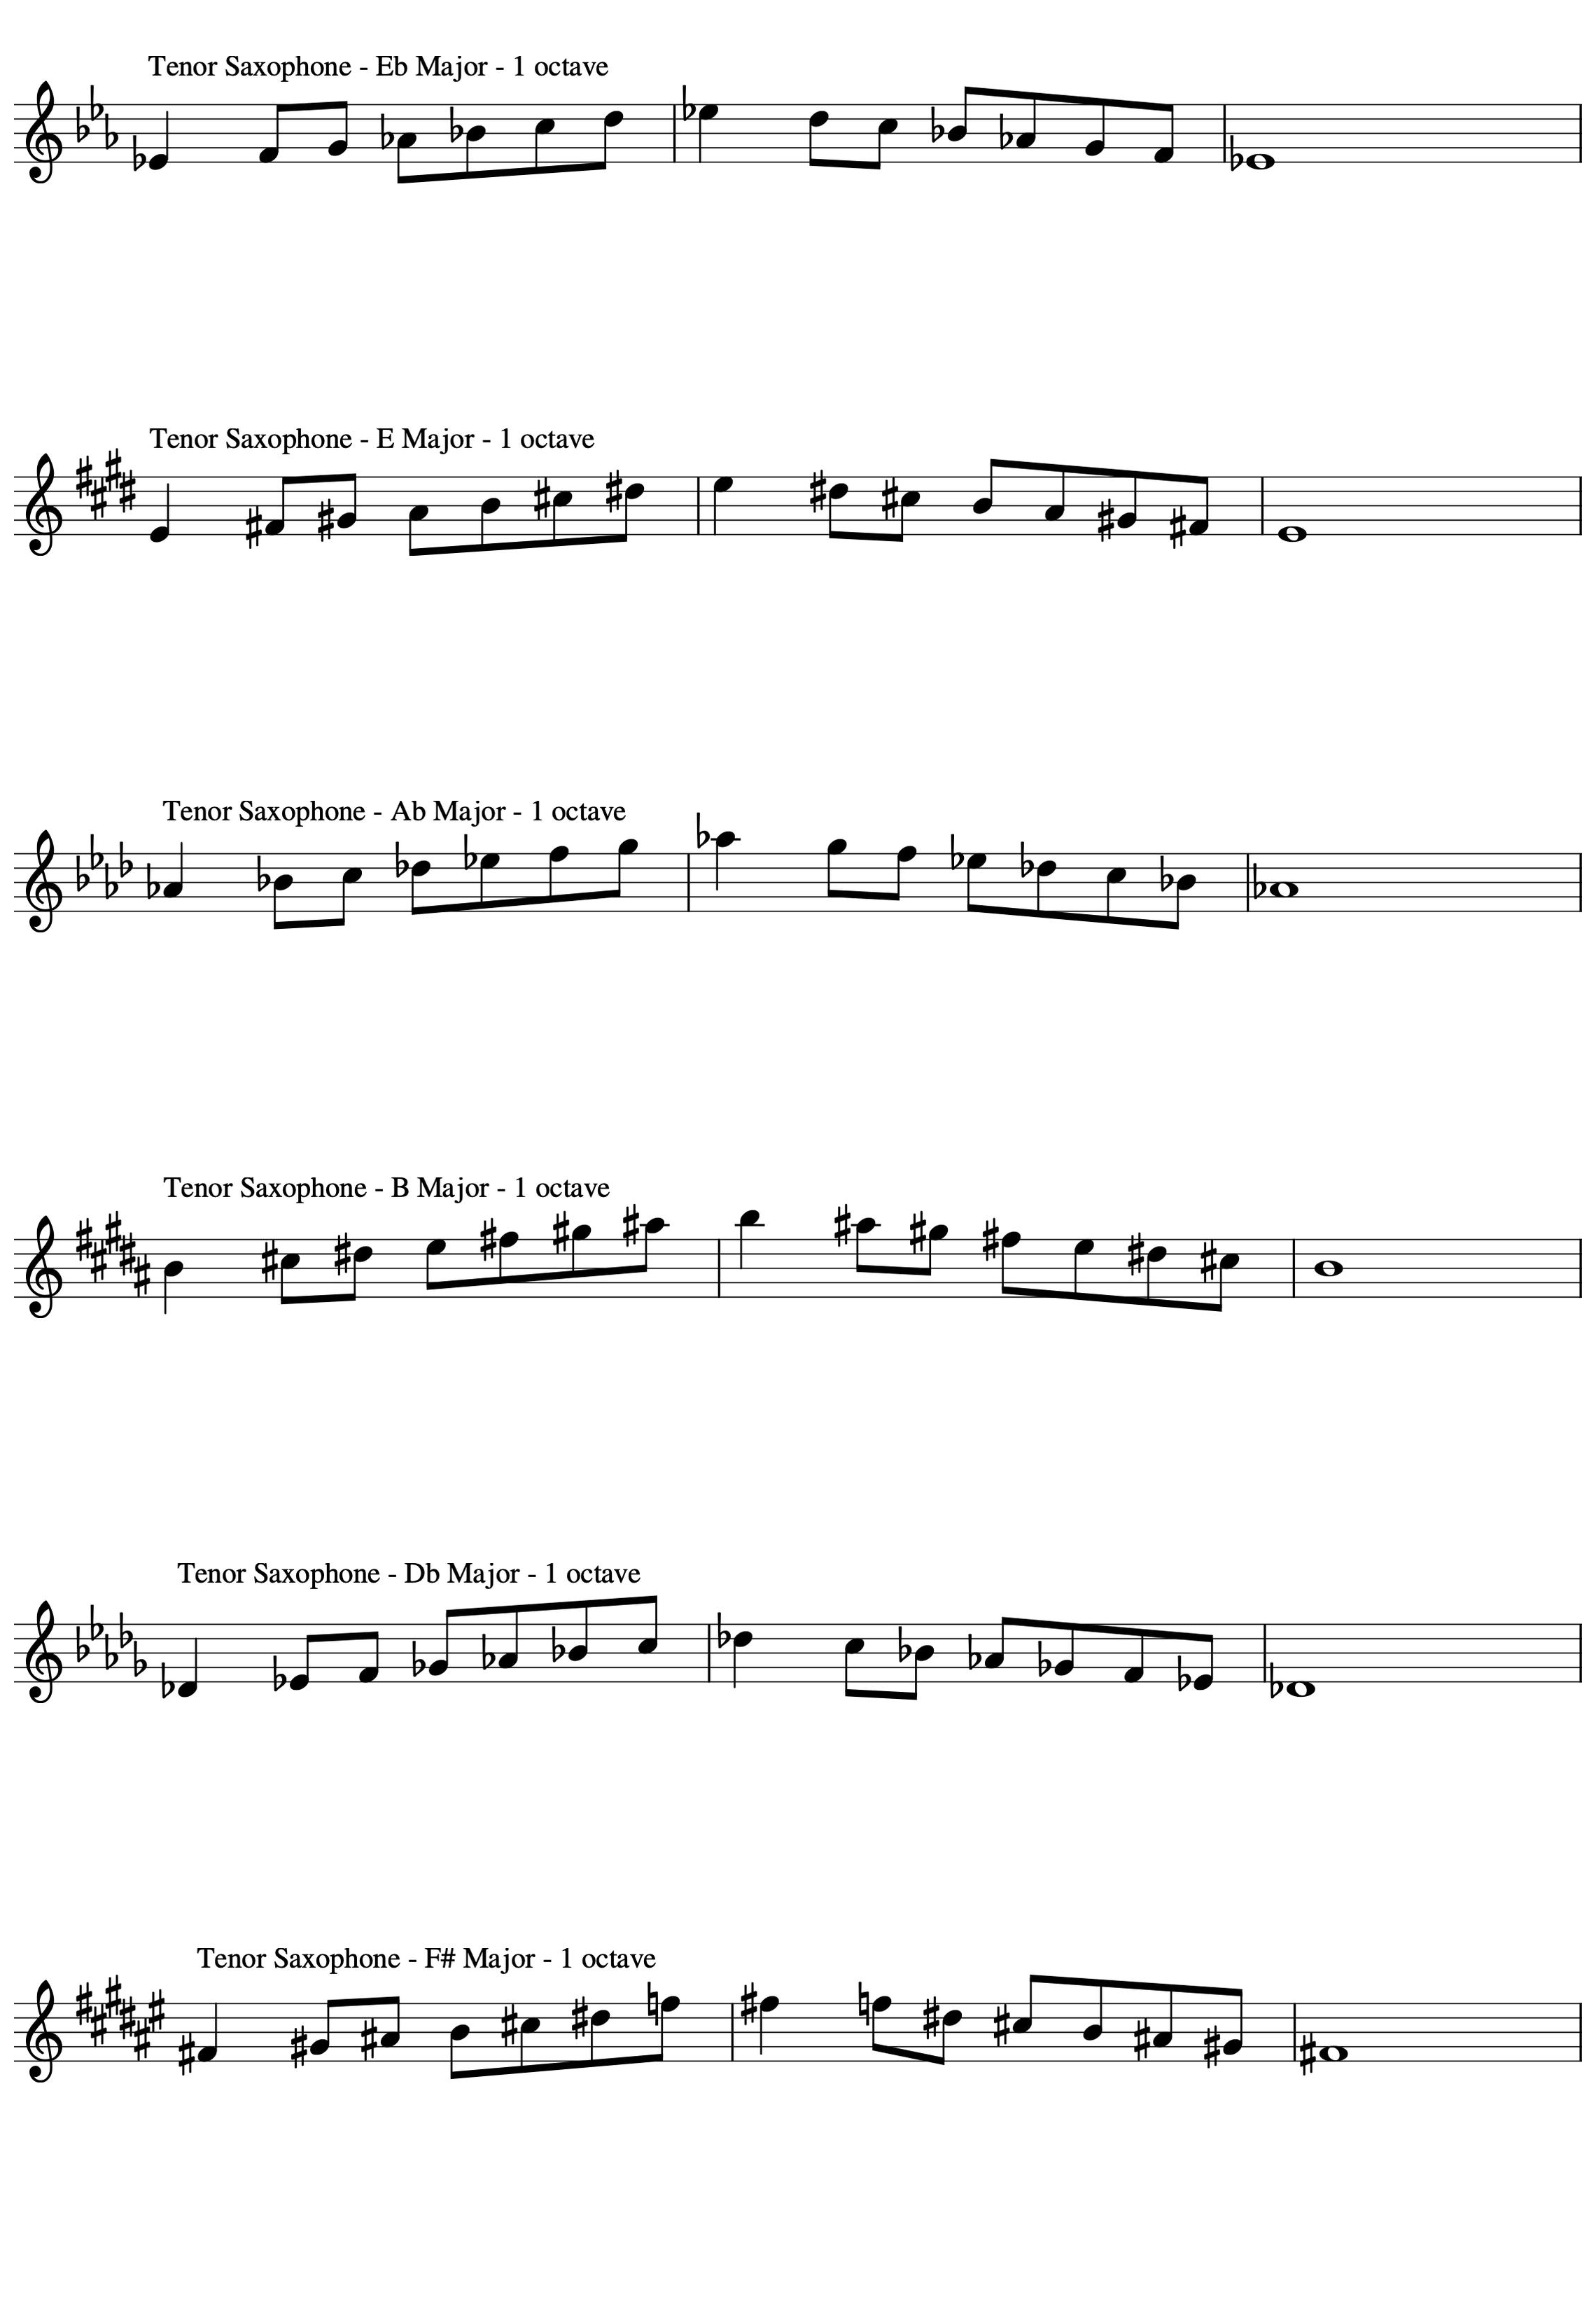 Tenor Saxophone - Eb Major - 1 octave
Tenor Saxophone - E Major - 1 octave
Tenor Saxophone - Ab Major - 1 octave
Tenor Saxophone - B Major - 1 octave
Tenor Saxophone - Db Major - 1 octave
Tenor Saxophone - F# Major - 1 octave